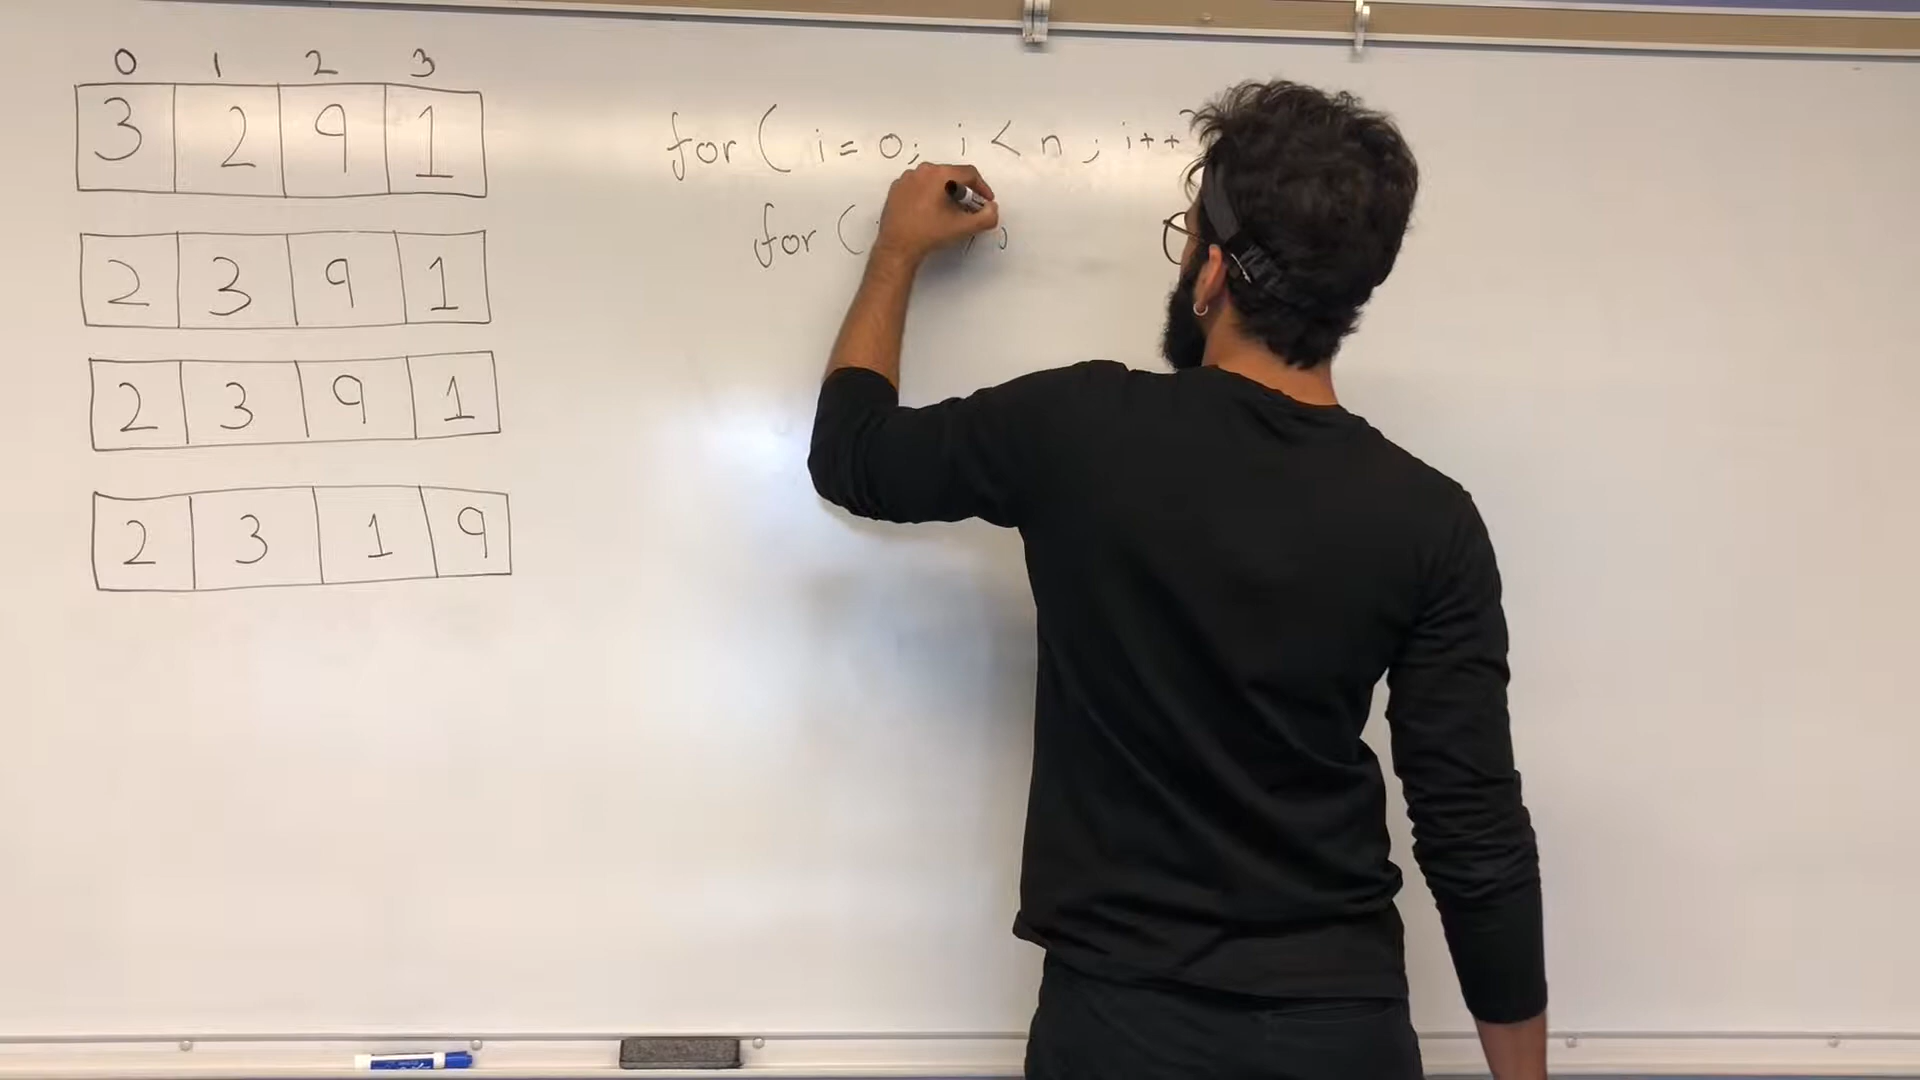 0 1 2 3
3 2 9 1
2 3 9 1
2 3 9 1
2 3 1 9
for ( i = 0; i < n ; i++
for (